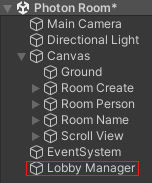 Photon Room*
Main Camera
Directional Light
Canvas
Ground
Room Create
Room Person
Room Name
Scroll View
EventSystem
Lobby Manager